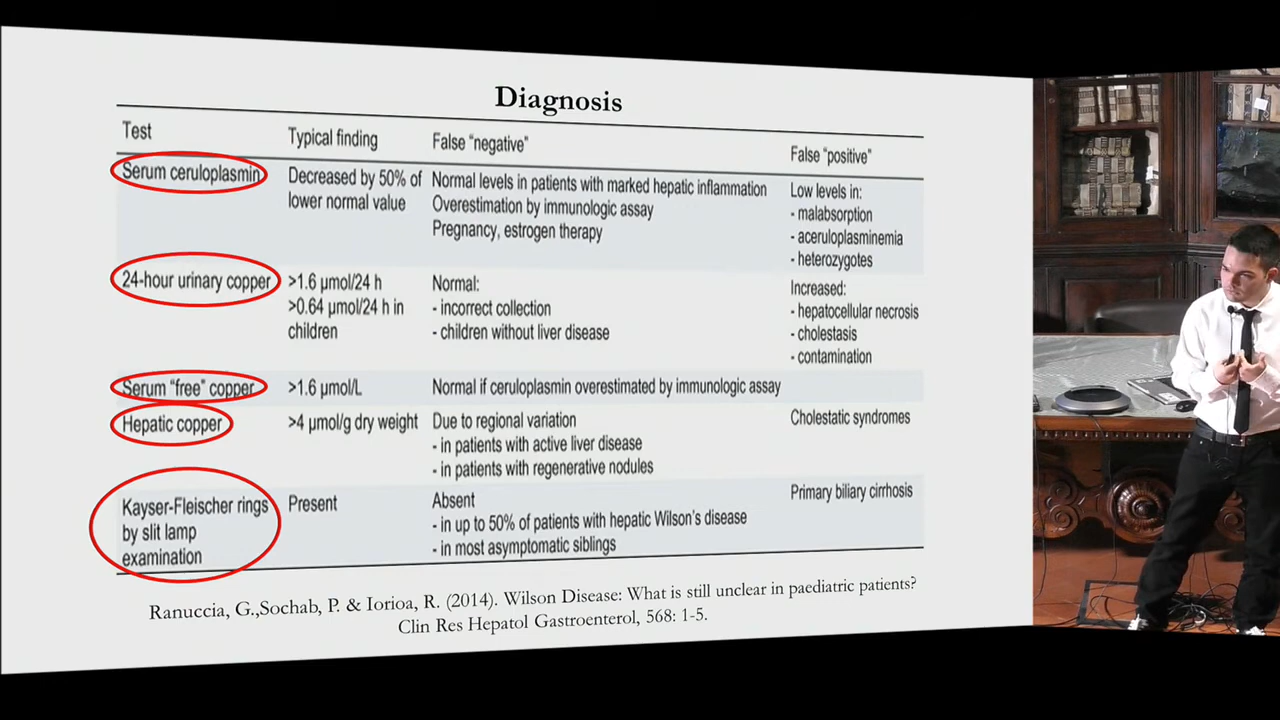 Diagnosis
Test
Typical finding
False “negative”
False “positive”
Serum ceruloplasmin
Decreased by 50% of
lower normal value
Normal levels in patients with marked hepatic inflammation
Overestimation by immunologic assay
Pregnancy, estrogen therapy
Low levels in:
- malabsorption
- aceruloplasminemia
- heterozygotes
24-hour urinary copper
>1.6 µmol/24 h
>0.64 µmol/24 h in
children
Normal:
- incorrect collection
- children without liver disease
Increased:
- hepatocellular necrosis
- cholestasis
- contamination
Serum “free” copper
>1.6 µmol/L
Normal if ceruloplasmin overestimated by immunologic assay
Hepatic copper
>4 µmol/g dry weight
Due to regional variation
- in patients with active liver disease
- in patients with regenerative nodules
Cholestatic syndromes
Kayser-Fleischer rings
by slit lamp
examination
Present
Absent
- in up to 50% of patients with hepatic Wilson's disease
- in most asymptomatic siblings
Primary biliary cirrhosis
Ranuccia, G.,Sochab, P. & Iorioa, R. (2014). Wilson Disease: What is still unclear in paediatric patients?
Clin Res Hepatol Gastroenterol, 568: 1-5.